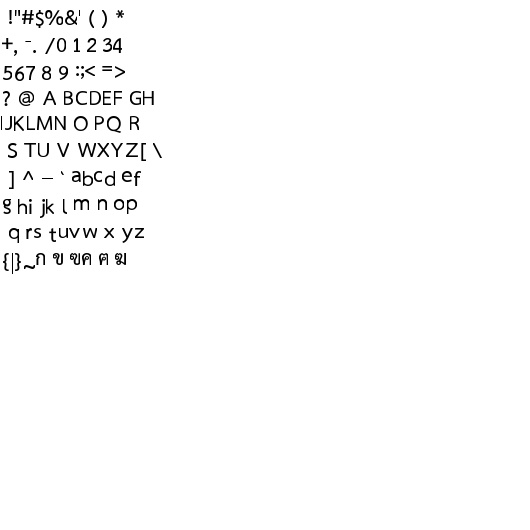 !"#$%&' ( ) *
+, -. /0 1 2 34
567 8 9 :;< =>
? @ A BCDEF GH
IJKLMN O PQ R
S TU V WXYZ[ \
] ^ _ ` abcd ef
g hi jk l m n op
q rs tuvw x yz
{|}~ก ข ฃค ฅ ฆ